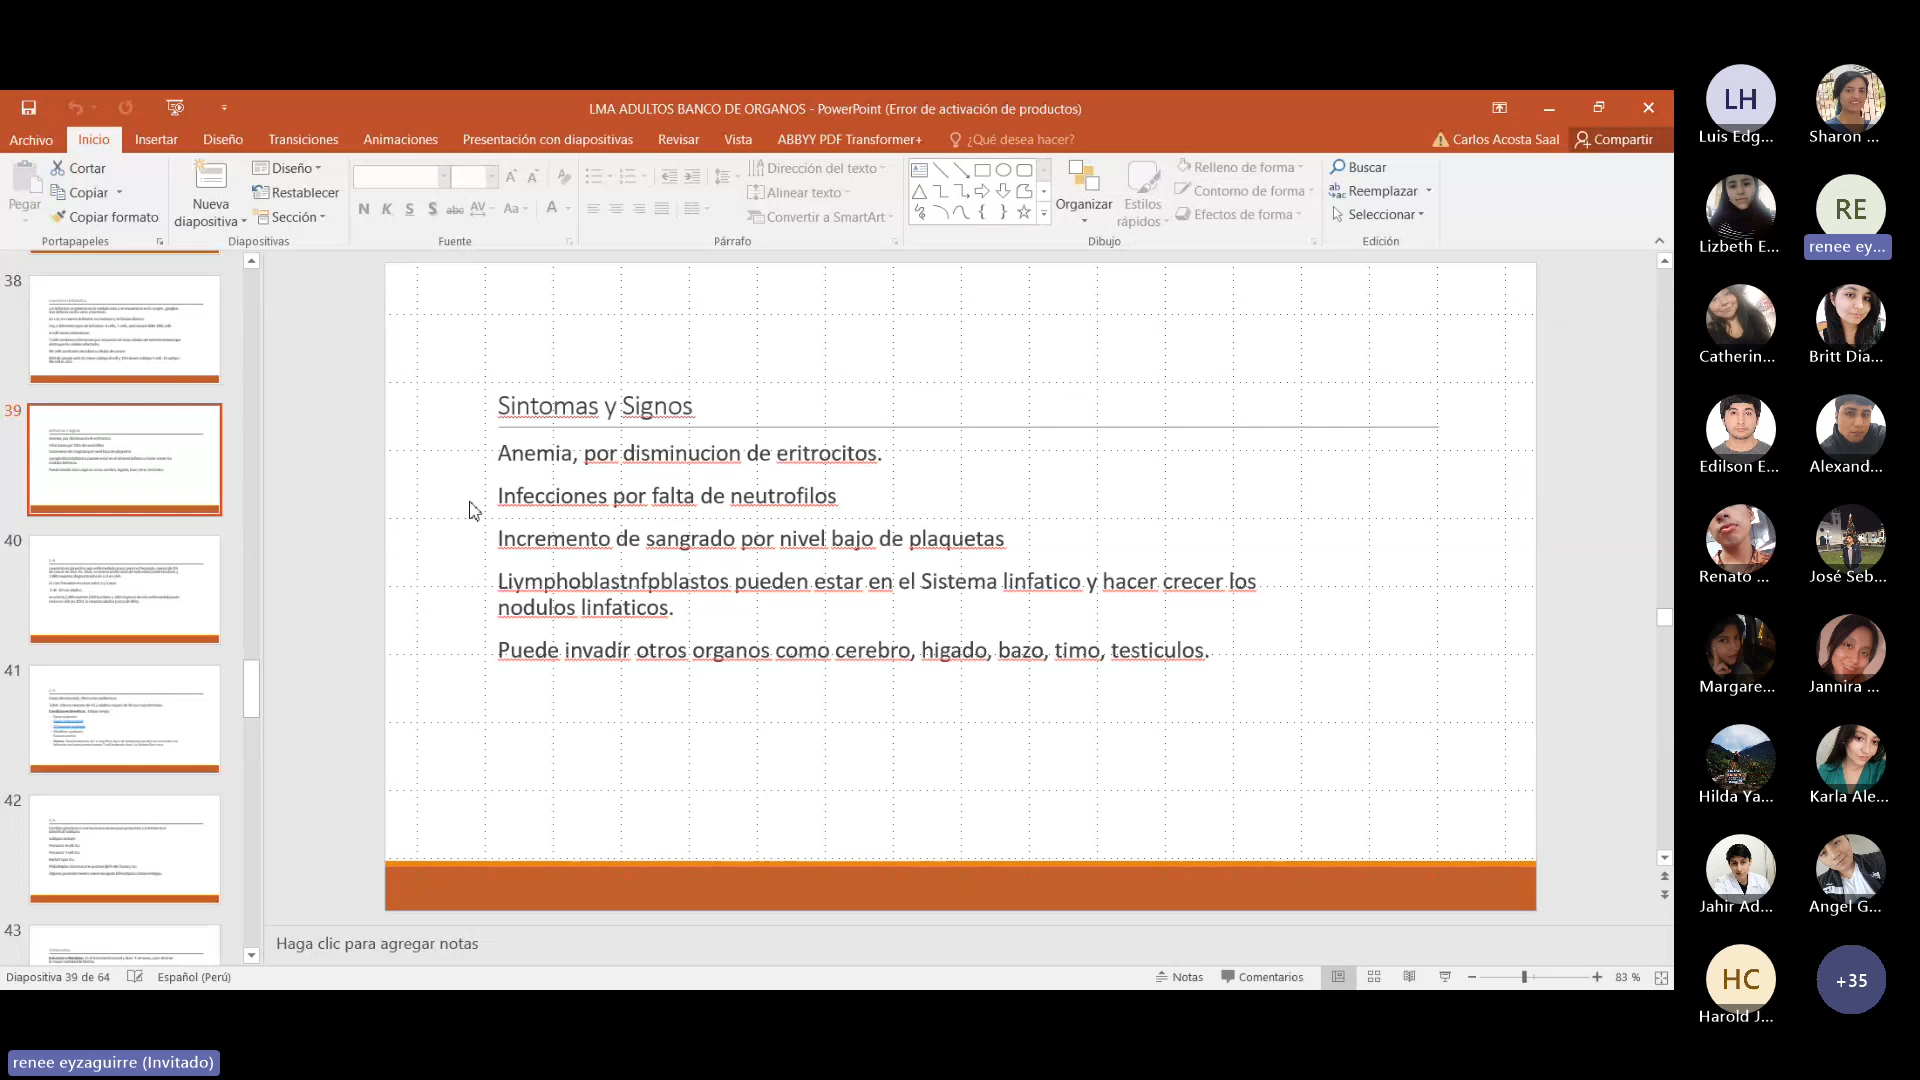 LMA ADULTOS BANCO DE ORGANOS - PowerPoint (Error de activación de productos)
Archivo Inicio Insertar Diseño Transiciones Animaciones Presentación con diapositivas Revisar Vista ABBYY PDF Transformer+ ¿Qué desea hacer? Carlos Acosta Saal Compartir
Pegar
Cortar
Copiar
Copiar formato
Portapapeles
Nueva
diapositiva
Diseño
Restablecer
Sección
Diapositivas
N K S S abc AV Aa A
Fuente
Dirección del texto
Alinear texto
Convertir a SmartArt
Párrafo
Organizar
Estilos
rápidos
Relleno de forma
Contorno de forma
Efectos de forma
Dibujo
Buscar
Reemplazar
Seleccionar
Edición
38
39
40
41
42
43
Sintomas y Signos
Anemia, por disminucion de eritrocitos.
Infecciones por falta de neutrofilos
Incremento de sangrado por nivel bajo de plaquetas
Liymphoblastnfpblastos pueden estar en el Sistema linfatico y hacer crecer los
nodulos linfaticos.
Puede invadir otros organos como cerebro, higado, bazo, timo, testiculos.
Haga clic para agregar notas
Diapositiva 39 de 64 Español (Perú) Notas Comentarios 83 %
LH
Luis Edg...
Sharon ...
Lizbeth E...
RE
renee ey...
Catherin...
Britt Dia...
Edilson E...
Alexand...
Renato ...
José Seb...
Margare...
Jannira ...
Hilda Ya...
Karla Ale...
Jahir Ad...
Angel G...
HC
Harold J...
+35
renee eyzaguirre (Invitado)